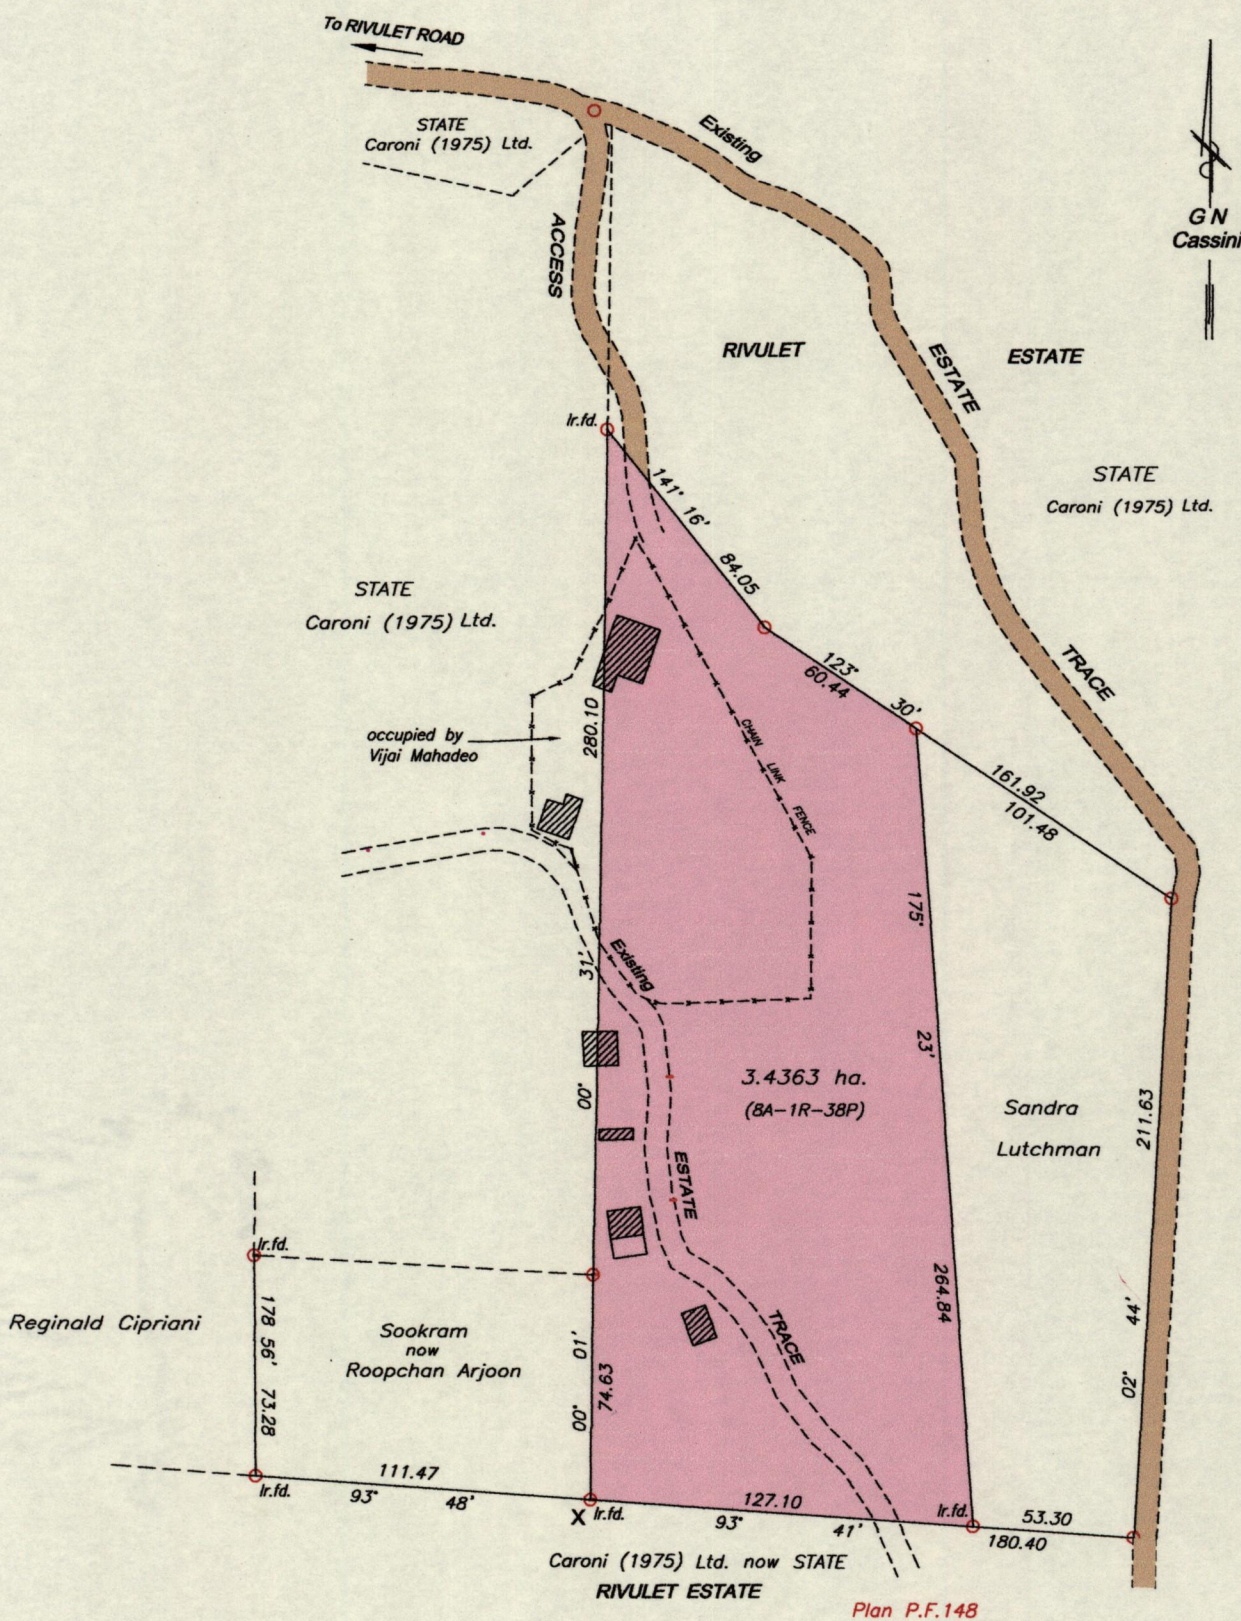 To RIVULET ROAD
STATE
Caroni (1975) Ltd.
Existing
G N
Cassini
ACCESS
RIVULET
ESTATE
ESTATE
Ir.fd.
STATE
Caroni (1975) Ltd.
141° 16'
84.05
STATE
Caroni (1975) Ltd.
123° 30'
60.44
TRACE
280.10
occupied by
Vijai Mahadeo
CHAIN LINK FENCE
161.92
101.48
175° 23'
Existing
00° 31'
3.4363 ha.
(8A-1R-38P)
Sandra
Lutchman
211.63
ESTATE
Ir.fd.
264.84
02° 44'
Reginald Cipriani
178 56' 73.28
Sookram
now
Roopchan Arjoon
00° 01'
74.63
TRACE
111.47
Ir.fd.
93° 48'
X Ir.fd.
127.10
93° 41'
Ir.fd.
53.30
180.40
Caroni (1975) Ltd. now STATE
RIVULET ESTATE
Plan P.F.148